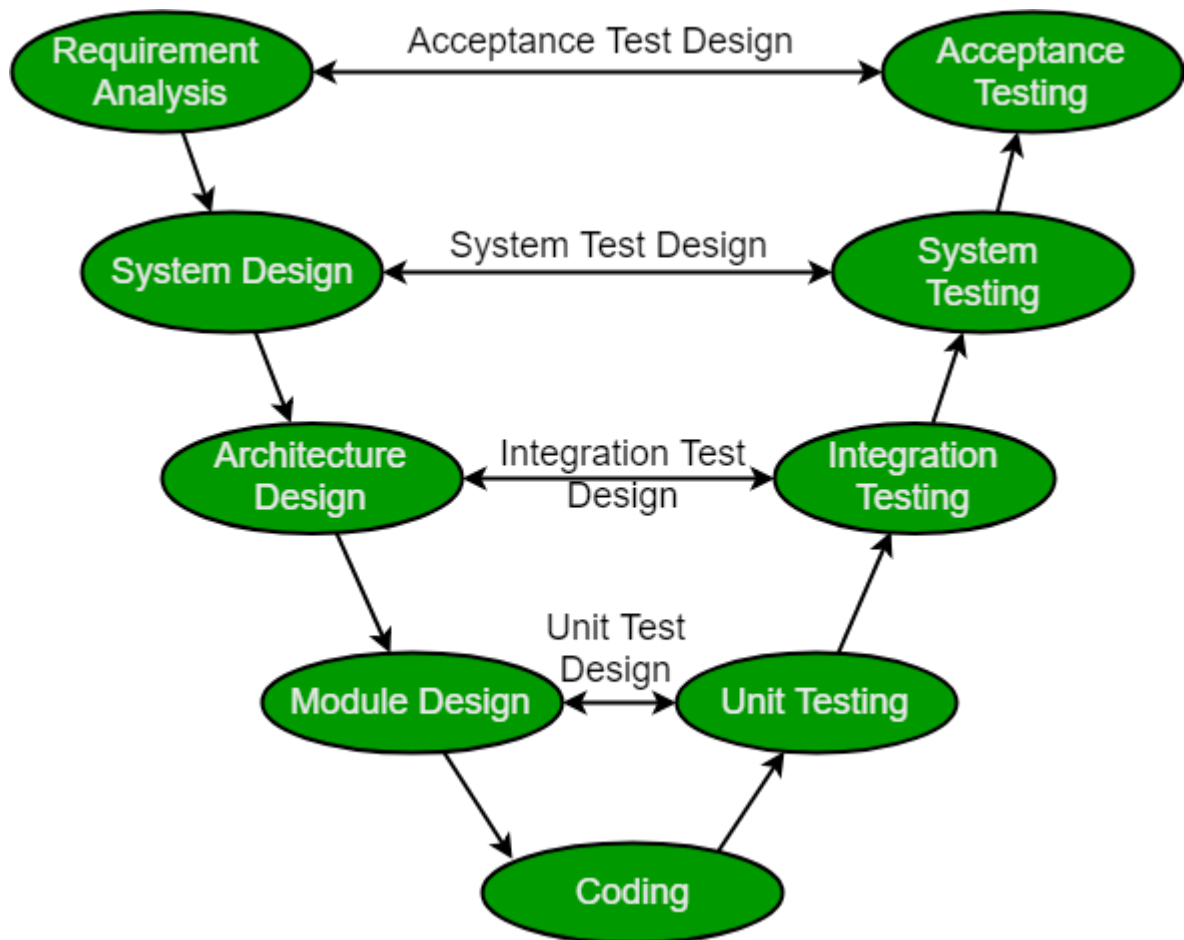 Requirement
Analysis
Acceptance Test Design
Acceptance
Testing
System Design
System Test Design
System
Testing
Architecture
Design
Integration Test
Design
Integration
Testing
Module Design
Unit Test
Design
Unit Testing
Coding